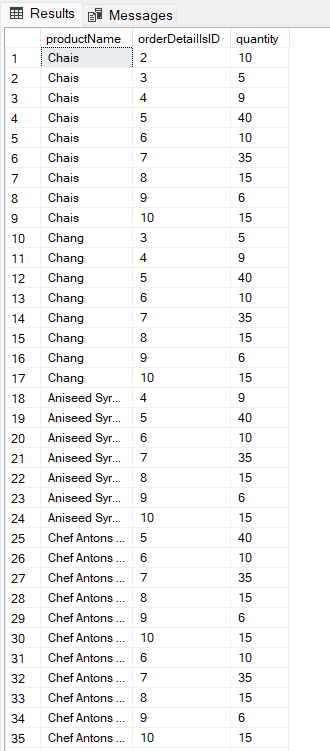 Results Messages
productName orderDetaillsID quantity
1 Chais 2 10
2 Chais 3 5
3 Chais 4 9
4 Chais 5 40
5 Chais 6 10
6 Chais 7 35
7 Chais 8 15
8 Chais 9 6
9 Chais 10 15
10 Chang 3 5
11 Chang 4 9
12 Chang 5 40
13 Chang 6 10
14 Chang 7 35
15 Chang 8 15
16 Chang 9 6
17 Chang 10 15
18 Aniseed Syr... 4 9
19 Aniseed Syr... 5 40
20 Aniseed Syr... 6 10
21 Aniseed Syr... 7 35
22 Aniseed Syr... 8 15
23 Aniseed Syr... 9 6
24 Aniseed Syr... 10 15
25 Chef Antons ... 5 40
26 Chef Antons ... 6 10
27 Chef Antons ... 7 35
28 Chef Antons ... 8 15
29 Chef Antons ... 9 6
30 Chef Antons ... 10 15
31 Chef Antons ... 6 10
32 Chef Antons ... 7 35
33 Chef Antons ... 8 15
34 Chef Antons ... 9 6
35 Chef Antons ... 10 15